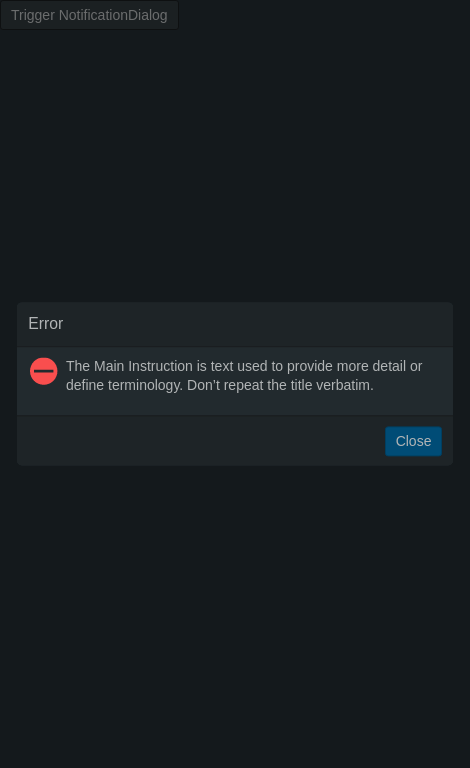 Trigger NotificationDialog
Error
The Main Instruction is text used to provide more detail or
define terminology. Don’t repeat the title verbatim.
Close